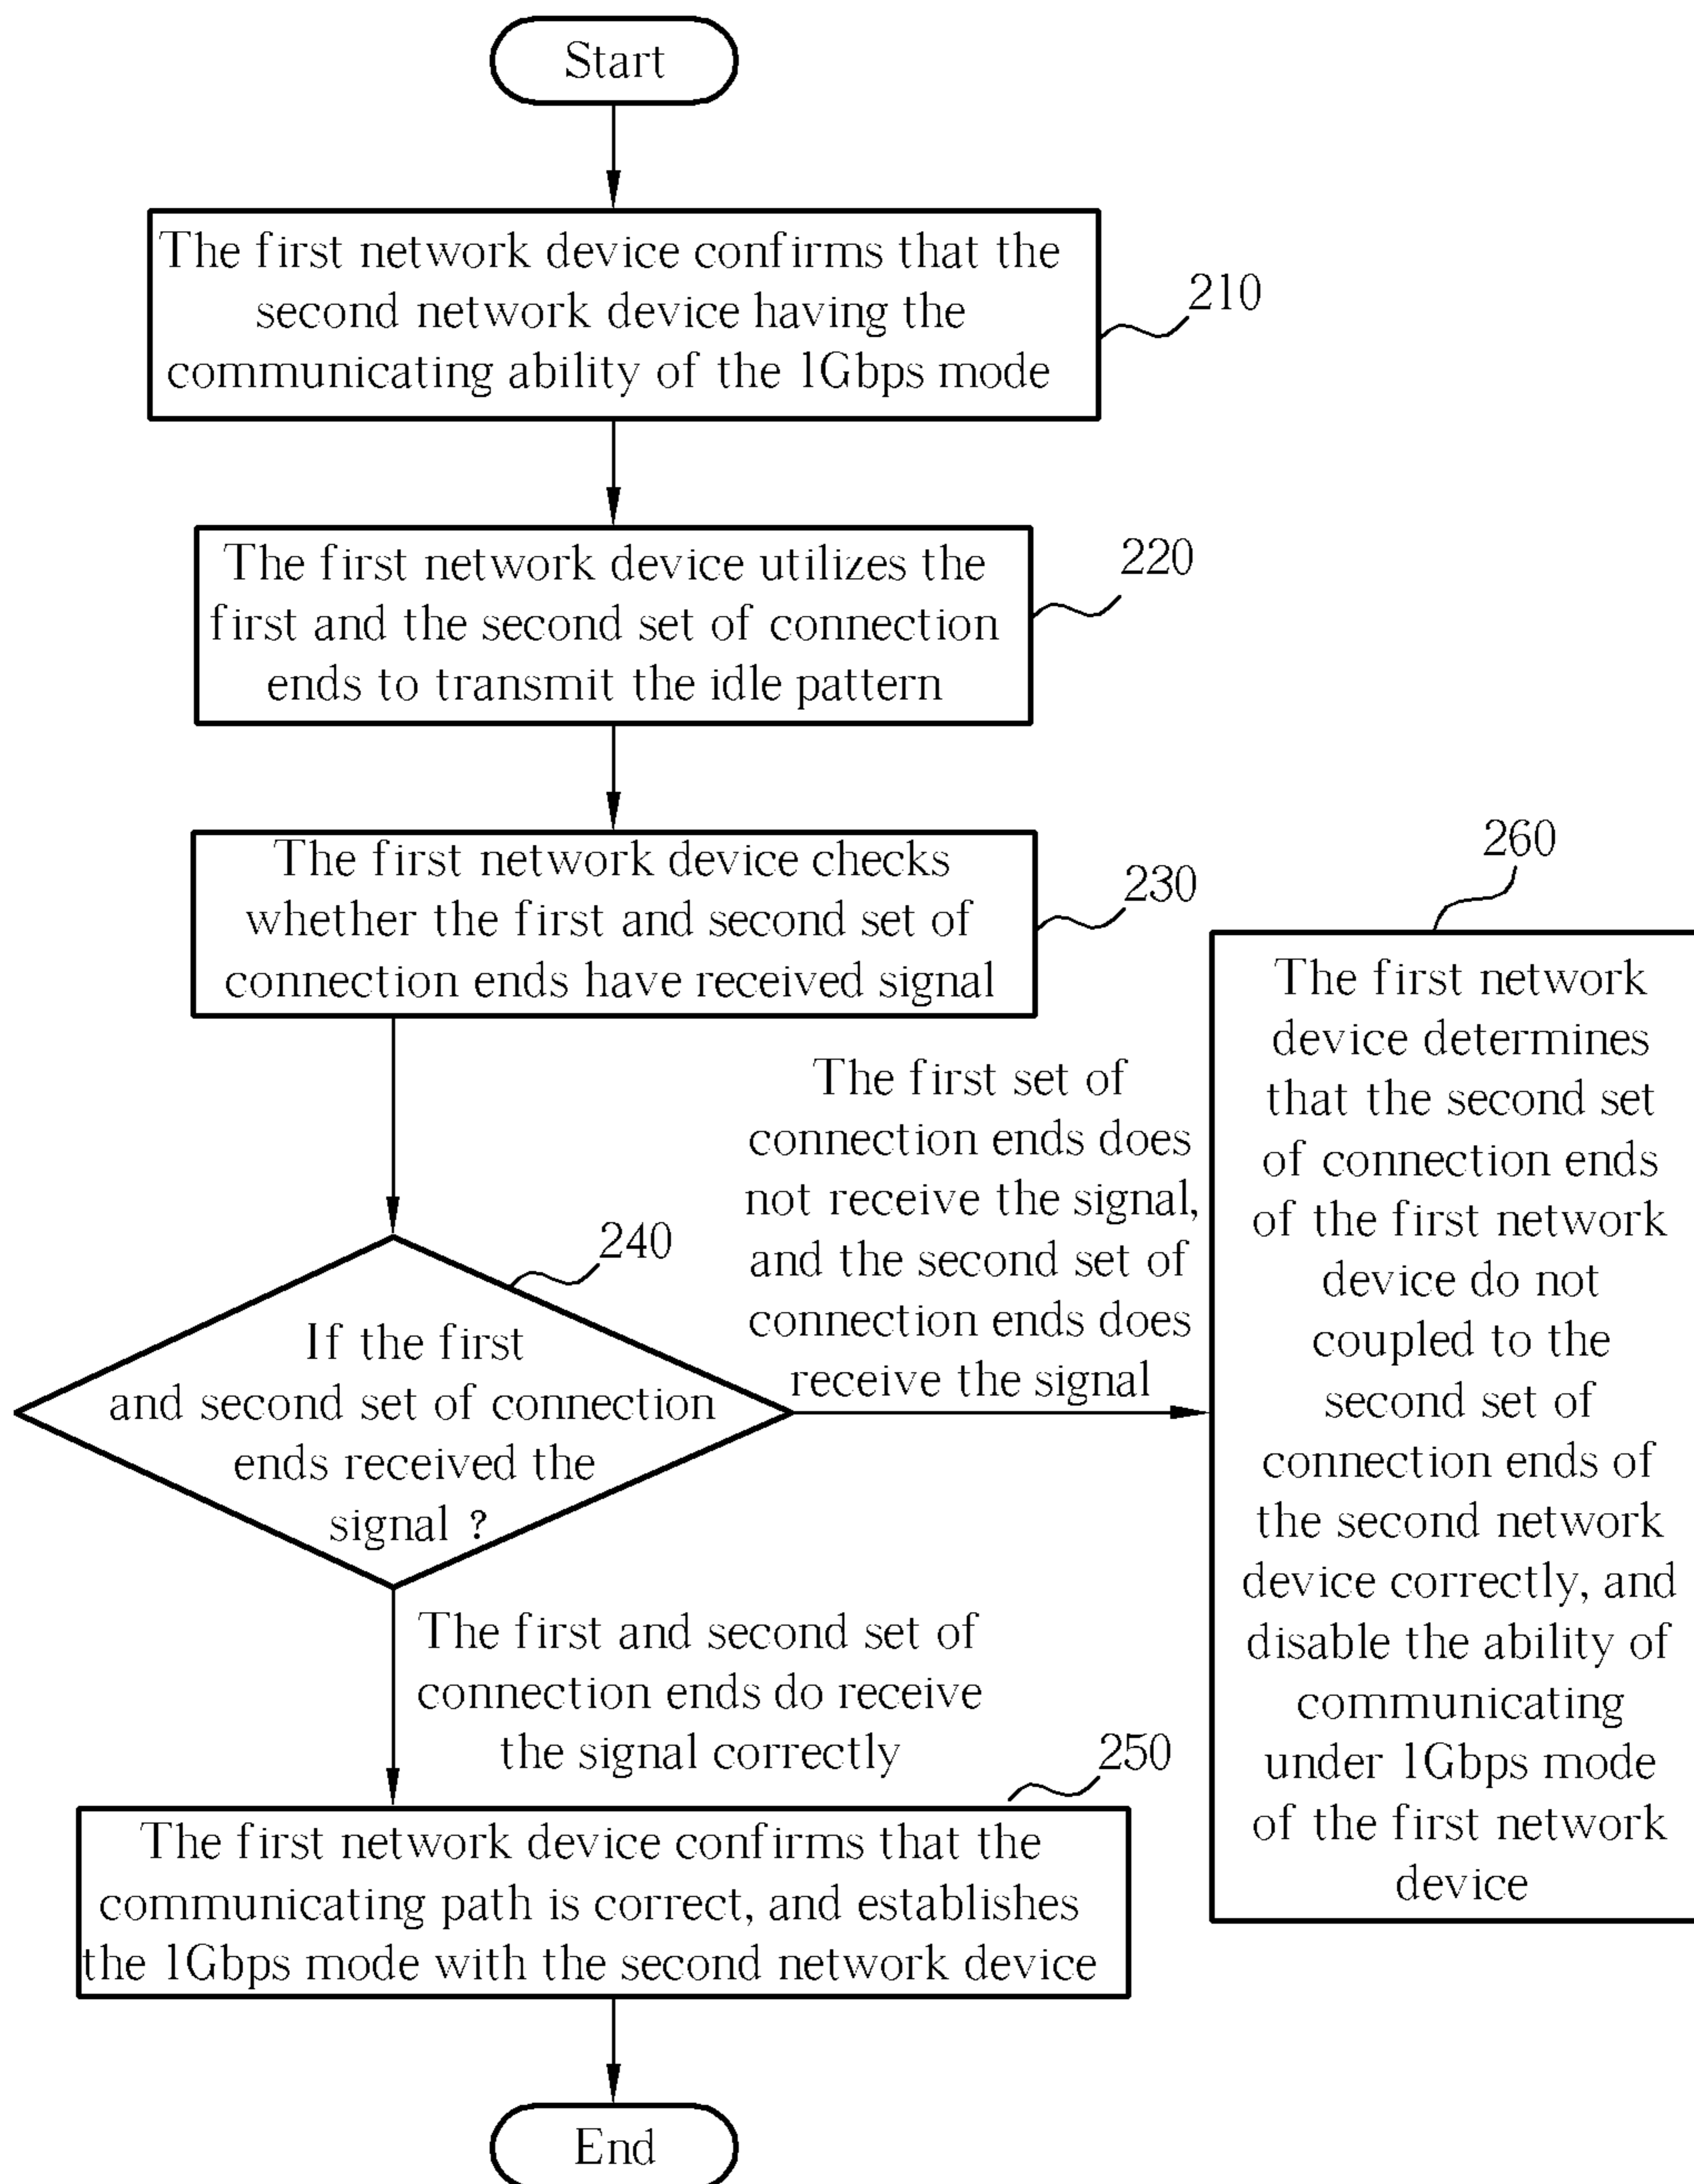 Start
The first network device confirms that the
second network device having the
communicating ability of the 1Gbps mode
210
The first network device utilizes the
first and the second set of connection
ends to transmit the idle pattern
220
The first network device checks
whether the first and second set of
connection ends have received signal
230
If the first
and second set of connection
ends received the
signal ?
240
The first set of
connection ends does
not receive the signal,
and the second set of
connection ends does
receive the signal
260
The first network
device determines
that the second set
of connection ends
of the first network
device do not
coupled to the
second set of
connection ends of
the second network
device correctly, and
disable the ability of
communicating
under 1Gbps mode
of the first network
device
The first and second set of
connection ends do receive
the signal correctly
250
The first network device confirms that the
communicating path is correct, and establishes
the 1Gbps mode with the second network device
End